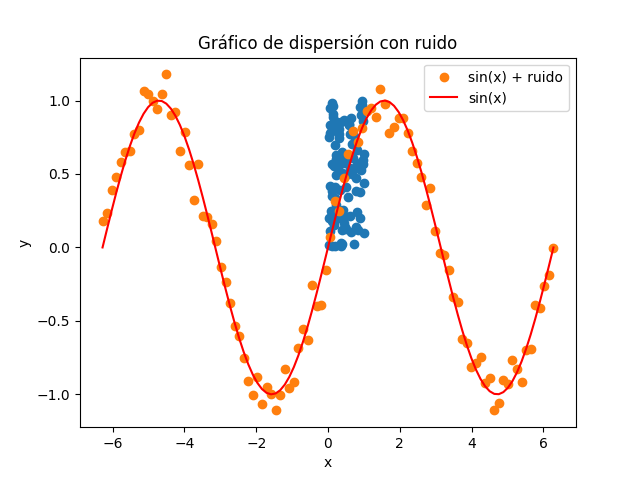 Gráfico de dispersión con ruido
sin(x) + ruido
sin(x)
y
1.0
0.5
0.0
−0.5
−1.0
−6
−4
−2
0
2
4
6
x